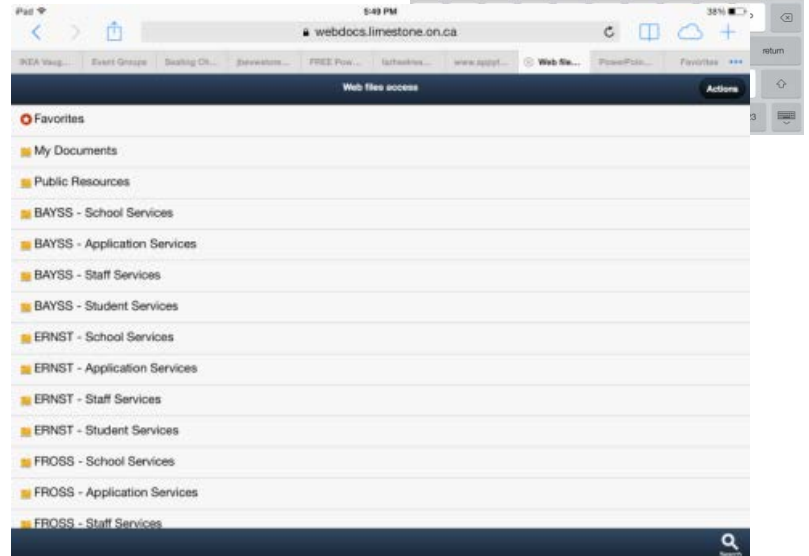 iPad 5:49 PM 38%
webdocs.limestone.on.ca
IKEA Vaug... Event Groups Seating Ch... FREE Pow... Web file... PowerPoin... Favorites
Web files access Actions
Favorites
My Documents
Public Resources
BAYSS - School Services
BAYSS - Application Services
BAYSS - Staff Services
BAYSS - Student Services
ERNST - School Services
ERNST - Application Services
ERNST - Staff Services
ERNST - Student Services
FROSS - School Services
FROSS - Application Services
FROSS - Staff Services
Search
return